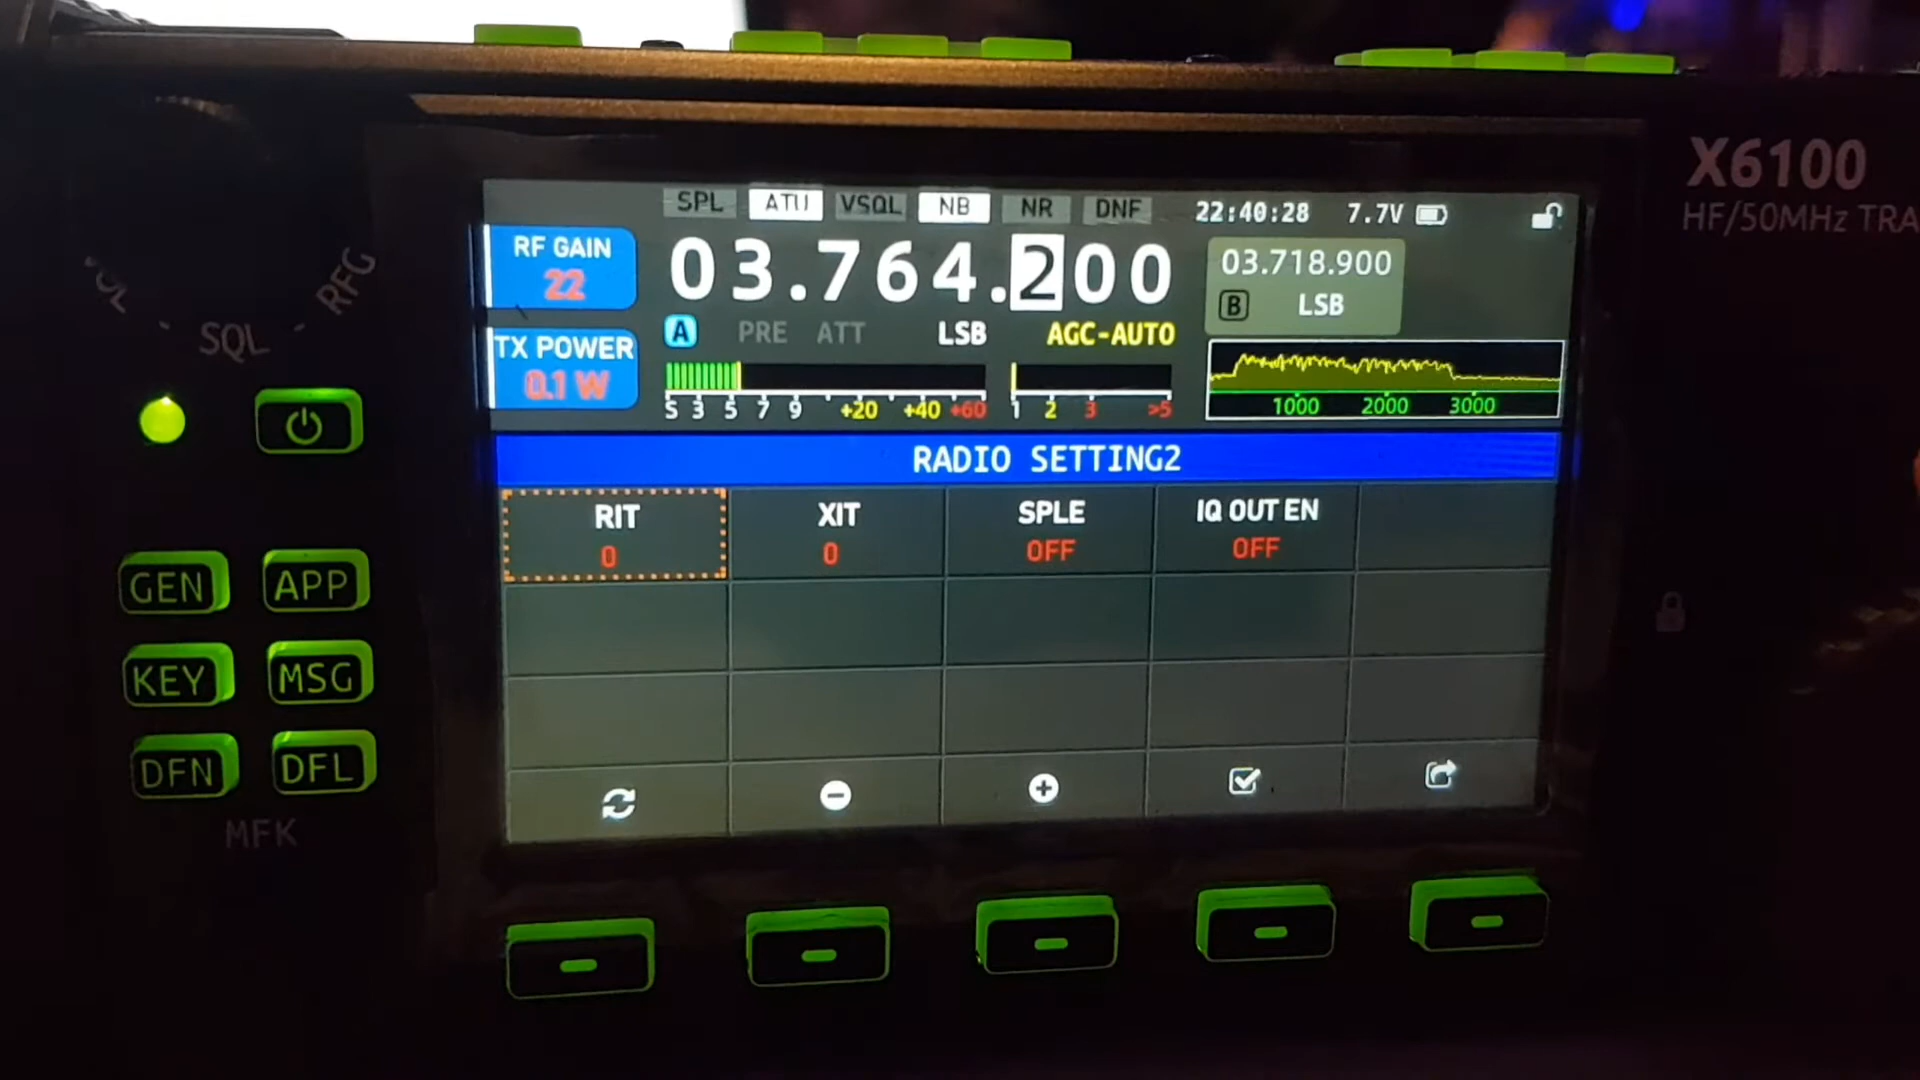 X6100
HF/50MHz TRA
SPL ATU VSQL NB NR DNF 22:40:28 7.7V
RF GAIN
22
03.764.200
03.718.900
B LSB
TX POWER
0.1 W
A PRE ATT LSB AGC-AUTO
S 3 5 7 9 +20 +40 +60 1 2 3 >5
1000 2000 3000
RADIO SETTING2
RIT
0
XIT
0
SPLE
OFF
IQ OUT EN
OFF
SQL - RFG
GEN APP
KEY MSG
DFN DFL
MFK